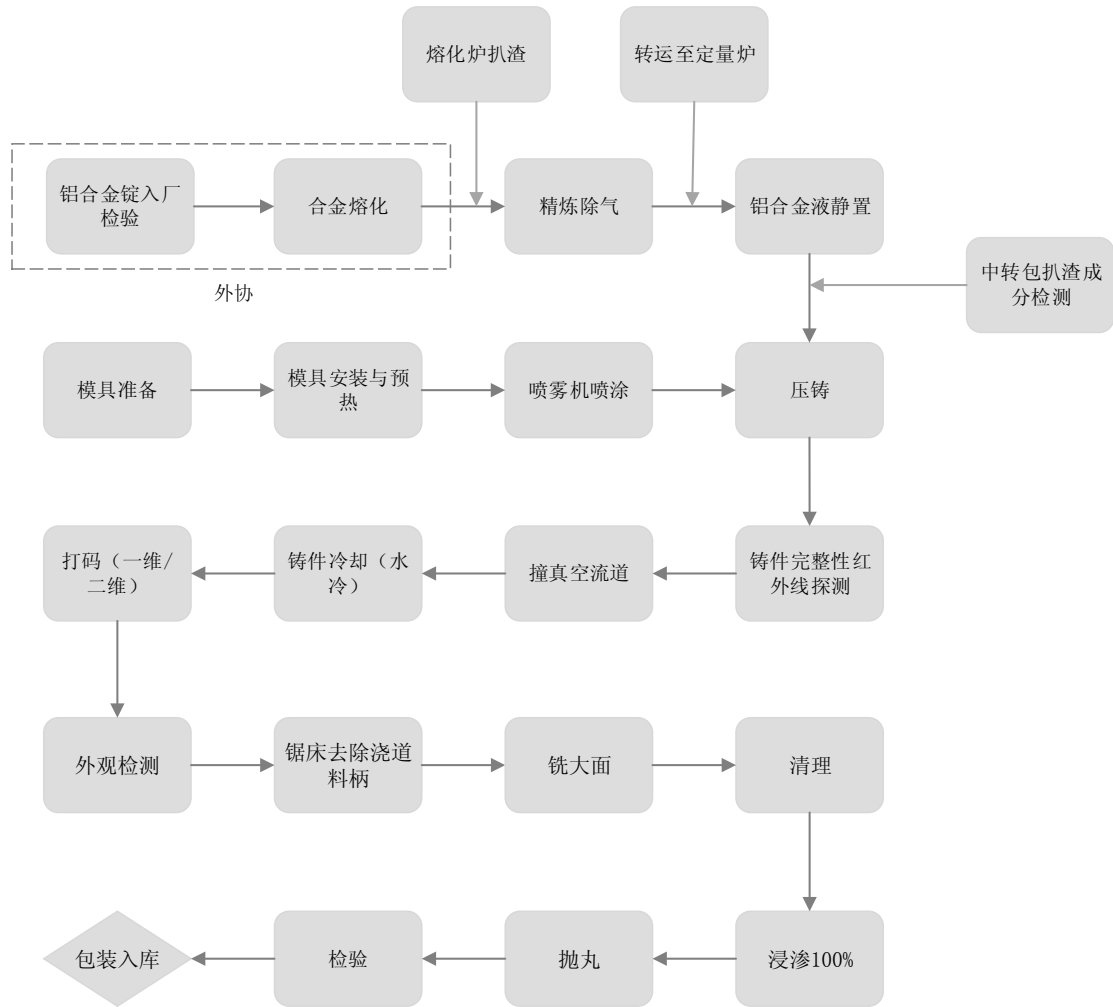 熔化炉扒渣
转运至定量炉
铝合金锭入厂
检验
合金熔化
精炼除气
铝合金液静置
外协
中转包扒渣成
分检测
模具准备
模具安装与预
热
喷雾机喷涂
压铸
打码（一维/
二维）
铸件冷却（水
冷）
撞真空流道
铸件完整性红
外线探测
外观检测
锯床去除浇道
料柄
铣大面
清理
包装入库
检验
抛丸
浸渗100%